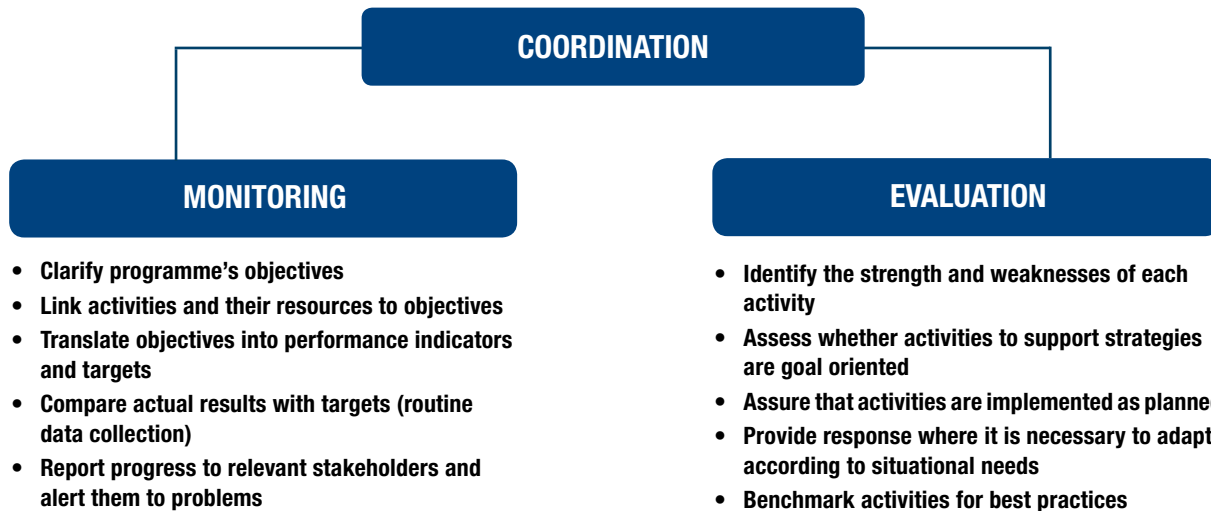 COORDINATION
MONITORING
• Clarify programme's objectives
• Link activities and their resources to objectives
• Translate objectives into performance indicators
and targets
• Compare actual results with targets (routine
data collection)
• Report progress to relevant stakeholders and
alert them to problems
EVALUATION
• Identify the strength and weaknesses of each
activity
• Assess whether activities to support strategies
are goal oriented
• Assure that activities are implemented as planned
• Provide response where it is necessary to adapt
according to situational needs
• Benchmark activities for best practices